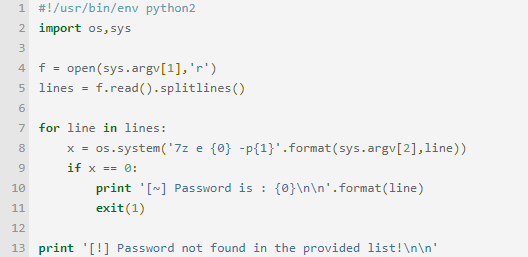 1 #!/usr/bin/env python2
2 import os,sys
3
4 f = open(sys.argv[1],'r')
5 lines = f.read().splitlines()
6
7 for line in lines:
8     x = os.system('7z e {0} -p{1}'.format(sys.argv[2],line))
9     if x == 0:
10         print '[~] Password is : {0}\n\n'.format(line)
11         exit(1)
12
13 print '[!] Password not found in the provided list!\n\n'